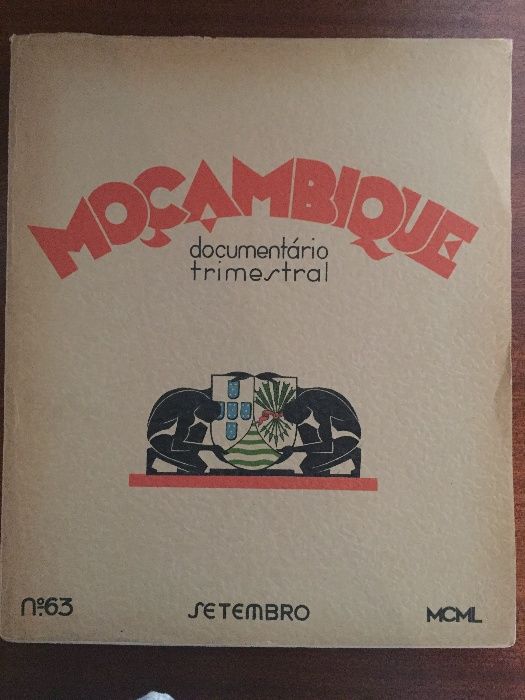 MOÇAMBIQUE
documentário
trimestral
nº63 SETEMBRO MCML